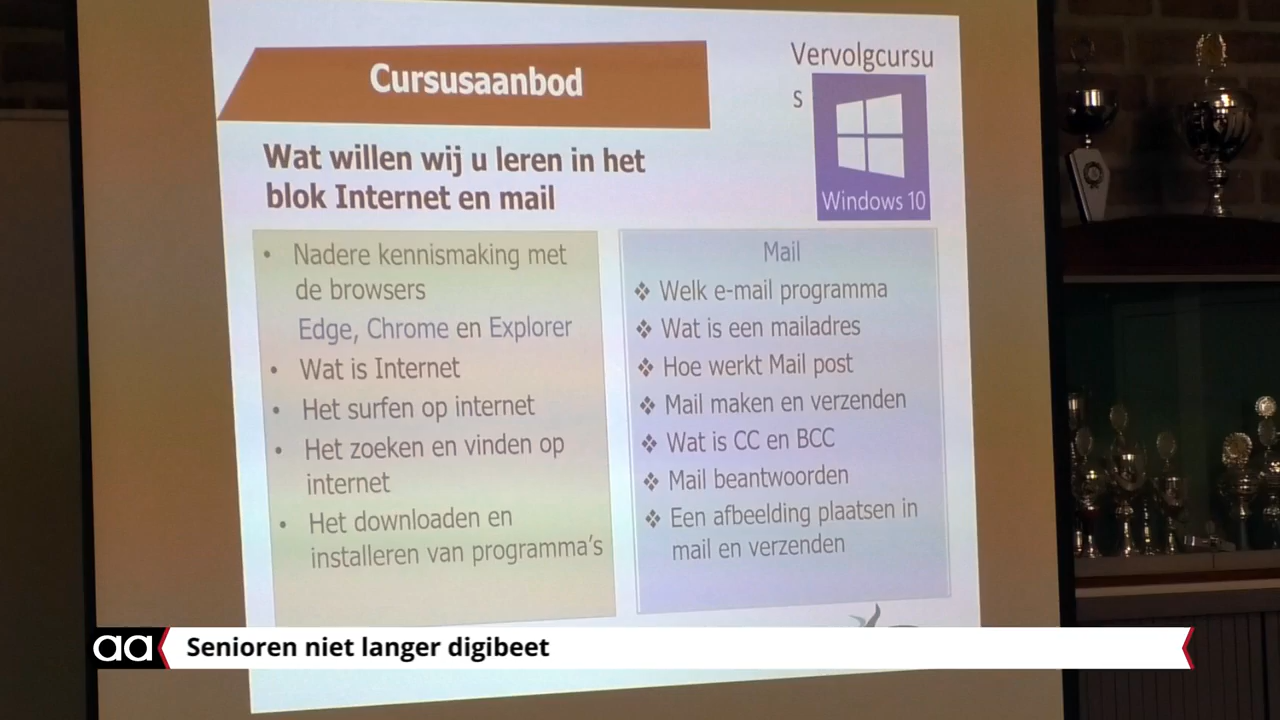 Cursusaanbod
Vervolgcursu
s
Windows 10
Wat willen wij u leren in het
blok Internet en mail
• Nadere kennismaking met
de browsers
Edge, Chrome en Explorer
• Wat is Internet
• Het surfen op internet
• Het zoeken en vinden op
internet
• Het downloaden en
installeren van programma's
Mail
❖ Welk e-mail programma
❖ Wat is een mailadres
❖ Hoe werkt Mail post
❖ Mail maken en verzenden
❖ Wat is CC en BCC
❖ Mail beantwoorden
❖ Een afbeelding plaatsen in
mail en verzenden
aa Senioren niet langer digibeet